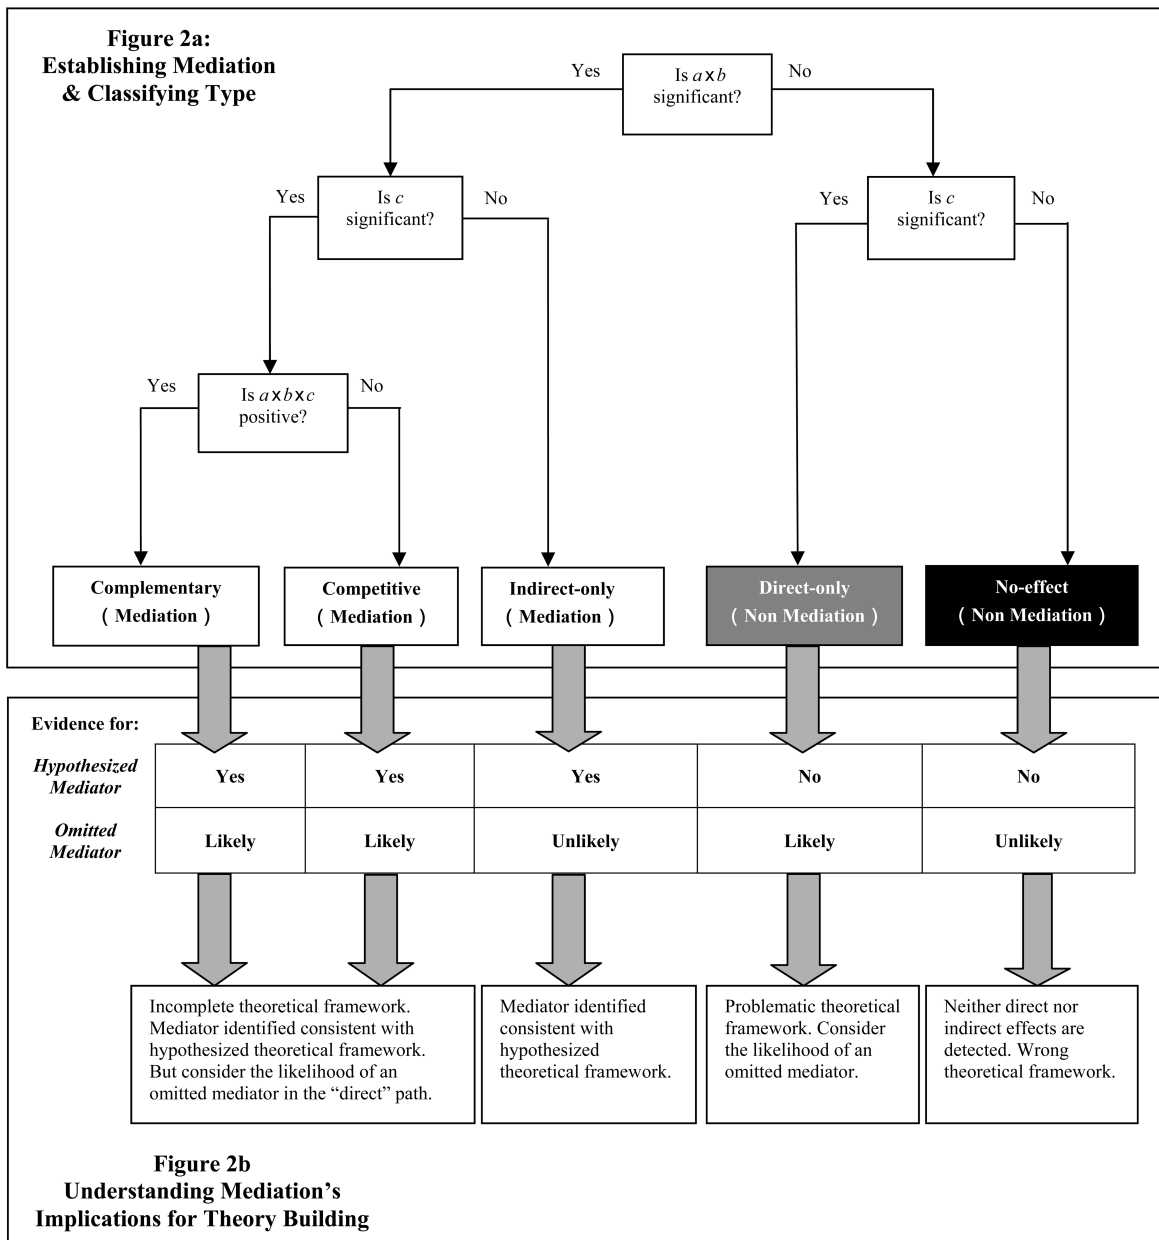 Figure 2a:
Establishing Mediation
& Classifying Type
Yes
Is a x b
significant?
No
Yes
Is c
significant?
No
Yes
Is c
significant?
No
Yes
Is a x b x c
positive?
No
Complementary
( Mediation )
Competitive
( Mediation )
Indirect-only
( Mediation )
Direct-only
( Non Mediation )
No-effect
( Non Mediation )
Evidence for:
Hypothesized
Mediator
Yes
Yes
Yes
No
No
Omitted
Mediator
Likely
Likely
Unlikely
Likely
Unlikely
Incomplete theoretical framework.
Mediator identified consistent with
hypothesized theoretical framework.
But consider the likelihood of an
omitted mediator in the “direct” path.
Mediator identified
consistent with
hypothesized
theoretical framework.
Problematic theoretical
framework. Consider
the likelihood of an
omitted mediator.
Neither direct nor
indirect effects are
detected. Wrong
theoretical framework.
Figure 2b
Understanding Mediation’s
Implications for Theory Building